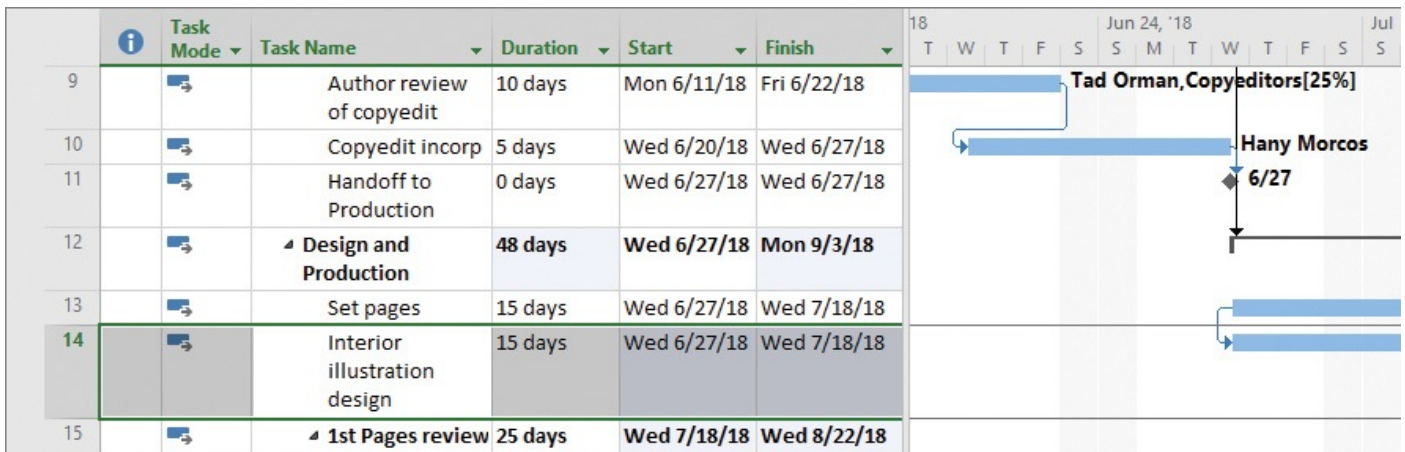 18 Jun 24, '18 Jul
Task Mode Task Name Duration Start Finish
T W T F S S M T W T F S S
9 Author review of copyedit 10 days Mon 6/11/18 Fri 6/22/18 Tad Orman,Copyeditors[25%]
10 Copyedit incorp 5 days Wed 6/20/18 Wed 6/27/18 Hany Morcos
11 Handoff to Production 0 days Wed 6/27/18 Wed 6/27/18 6/27
12 Design and Production 48 days Wed 6/27/18 Mon 9/3/18
13 Set pages 15 days Wed 6/27/18 Wed 7/18/18
14 Interior illustration design 15 days Wed 6/27/18 Wed 7/18/18
15 1st Pages review 25 days Wed 7/18/18 Wed 8/22/18